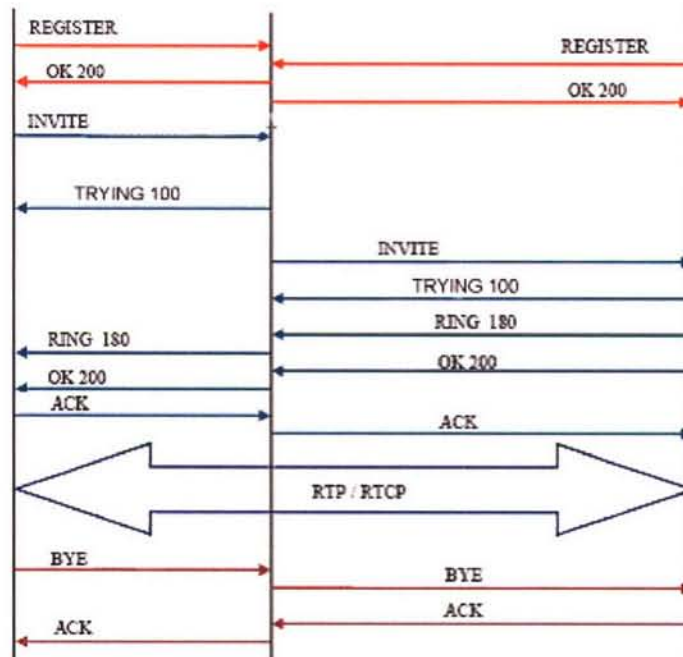 REGISTER
REGISTER
OK 200
OK 200
INVITE
TRYING 100
INVITE
TRYING 100
RING 180
RING 180
OK 200
OK 200
ACK
ACK
RTP / RTCP
BYE
BYE
ACK
ACK